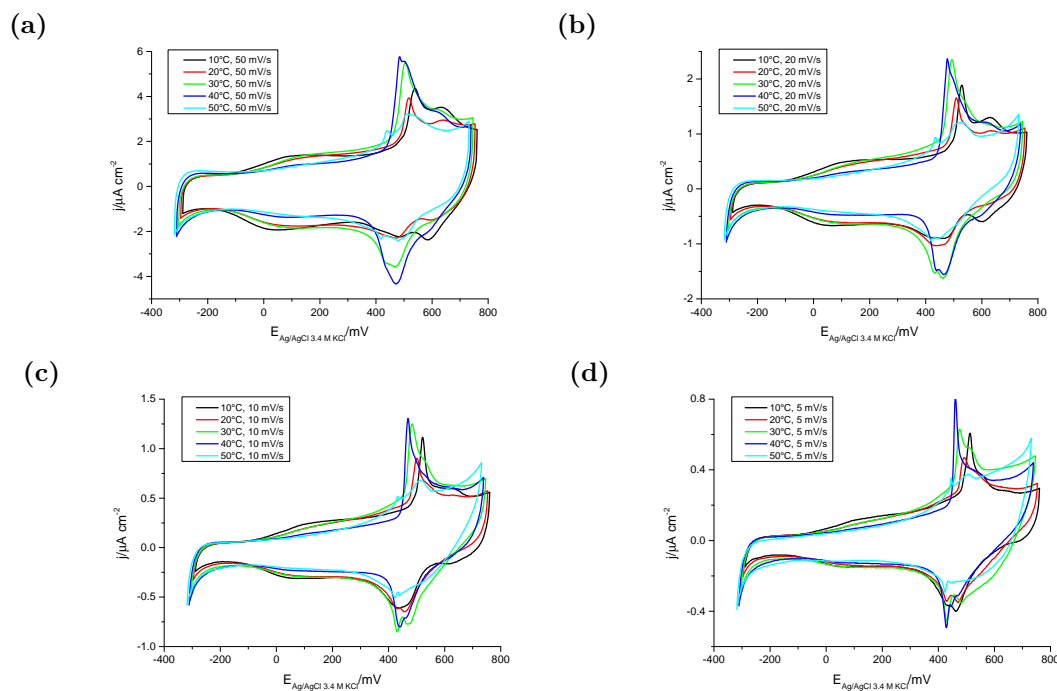 (a)
6
4
2
0
-2
-4
j/µA cm-2
10°C, 50 mV/s
20°C, 50 mV/s
30°C, 50 mV/s
40°C, 50 mV/s
50°C, 50 mV/s
-400 -200 0 200 400 600 800
E Ag/AgCl 3.4 M KCl/mV
(b)
2
1
0
-1
-2
j/µA cm-2
10°C, 20 mV/s
20°C, 20 mV/s
30°C, 20 mV/s
40°C, 20 mV/s
50°C, 20 mV/s
-400 -200 0 200 400 600 800
E Ag/AgCl 3.4 M KCl/mV
(c)
1.5
1.0
0.5
0.0
-0.5
-1.0
j/µA cm-2
10°C, 10 mV/s
20°C, 10 mV/s
30°C, 10 mV/s
40°C, 10 mV/s
50°C, 10 mV/s
-400 -200 0 200 400 600 800
E Ag/AgCl 3.4 M KCl/mV
(d)
0.8
0.4
0.0
-0.4
j/µA cm-2
10°C, 5 mV/s
20°C, 5 mV/s
30°C, 5 mV/s
40°C, 5 mV/s
50°C, 5 mV/s
-400 -200 0 200 400 600 800
E Ag/AgCl 3.4 M KCl/mV